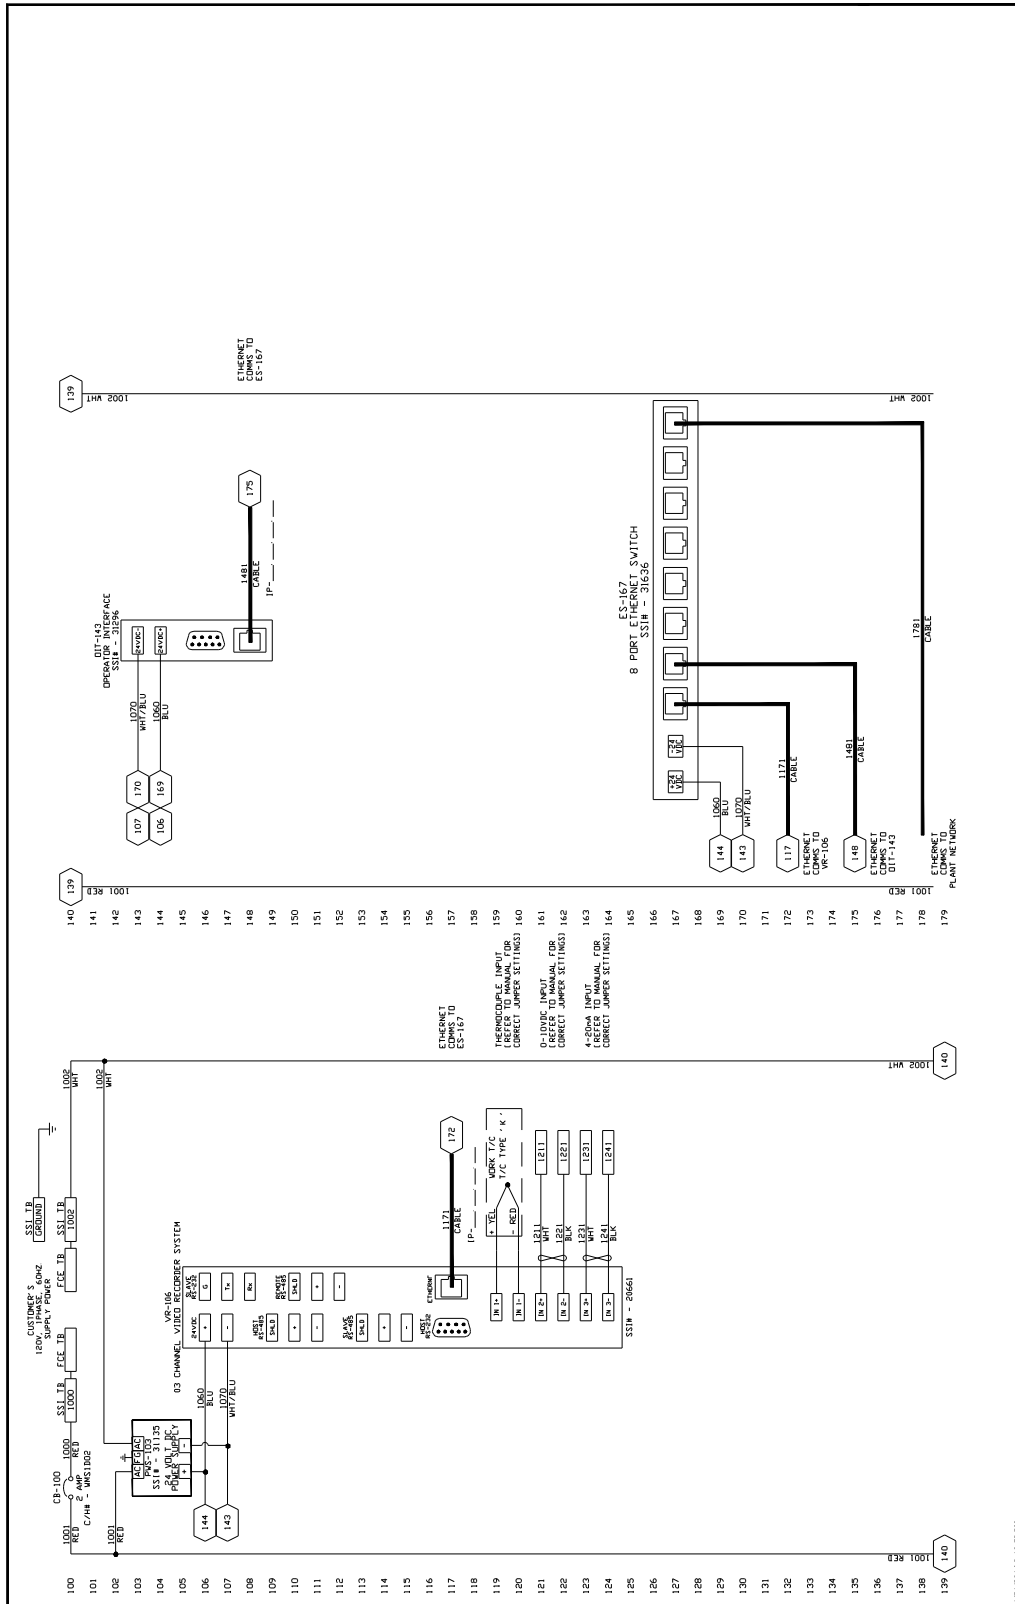 CUSTOMER'S
120V, 1PHASE, 60HZ
SUPPLY POWER
SSI TB
GROUND
CB-100
2 AMP
C/H# - WMS1D02
1001
RED
1000
RED
SSI TB
1000
FCE TB
FCE TB
SSI TB
1002
1002
WHT
1001
RED
1002
WHT
AC FG AC
PWS-103
SSI# - 31135
24 VOLT DC
POWER SUPPLY
+
-
144
143
1060
BLU
1070
WHT/BLU
03 CHANNEL VIDEO RECORDER SYSTEM
VR-106
24VDC
+
-
HOST
RS-485
SHLD
+
-
SLAVE
RS-485
SHLD
+
-
HOST
RS-232
SLAVE
RS-232
G
Tx
Rx
REMOTE
RS-485
SHLD
+
-
IN 1+
IN 1-
IN 2+
IN 2-
IN 3+
IN 3-
SSI# - 20661
1171
CABLE
172
IP-
ETHERNET
COMMS TO
ES-167
+ YEL
- RED
WORK T/C
T/C TYPE 'K'
THERMOCOUPLE INPUT
(REFER TO MANUAL FOR
CORRECT JUMPER SETTINGS)
1211
WHT
1211
1221
BLK
1221
0-10VDC INPUT
(REFER TO MANUAL FOR
CORRECT JUMPER SETTINGS)
1231
WHT
1231
1241
BLK
1241
4-20mA INPUT
(REFER TO MANUAL FOR
CORRECT JUMPER SETTINGS)
1001 RED
140
1002 WHT
140
100
101
102
103
104
105
106
107
108
109
110
111
112
113
114
115
116
117
118
119
120
121
122
123
124
125
126
127
128
129
130
131
132
133
134
135
136
137
138
139
139
1001 RED
139
1002 WHT
107
170
106
169
1070
WHT/BLU
1060
BLU
OIT-143
OPERATOR INTERFACE
SSI# - 31296
24VDC-
24VDC+
1481
CABLE
175
IP-
ETHERNET
COMMS TO
ES-167
ES-167
8 PORT ETHERNET SWITCH
SSI# - 31636
+24
VDC
-24
VDC
144
1060
BLU
143
1070
WHT/BLU
117
1171
CABLE
ETHERNET
COMMS TO
VR-106
148
1481
CABLE
ETHERNET
COMMS TO
OIT-143
1781
CABLE
ETHERNET
COMMS TO
PLANT NETWORK
1001 RED
1002 WHT
140
141
142
143
144
145
146
147
148
149
150
151
152
153
154
155
156
157
158
159
160
161
162
163
164
165
166
167
168
169
170
171
172
173
174
175
176
177
178
179